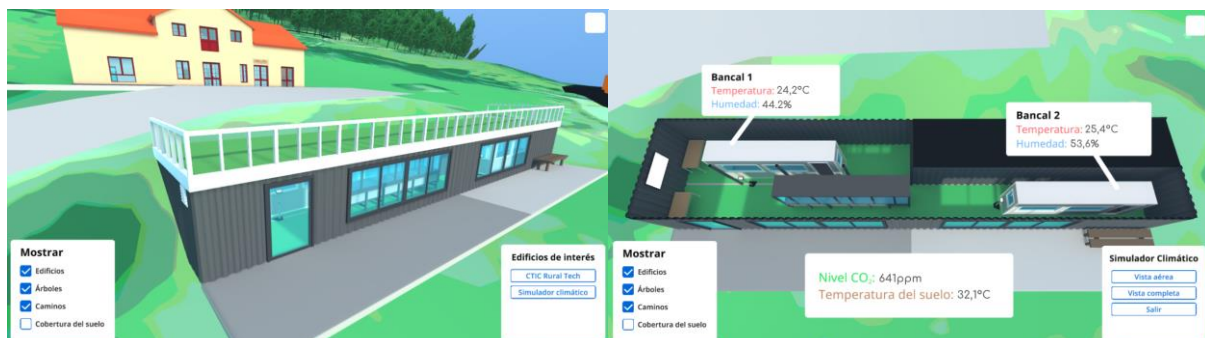 Mostrar
Edificios
Árboles
Caminos
Cobertura del suelo
Edificios de interés
CTIC Rural Tech
Simulador climático
Bancal 1
Temperatura: 24,2°C
Humedad: 44.2%
Bancal 2
Temperatura: 25,4°C
Humedad: 53,6%
Mostrar
Edificios
Árboles
Caminos
Cobertura del suelo
Nivel CO₂: 641ppm
Temperatura del suelo: 32,1°C
Simulador Climático
Vista aérea
Vista completa
Salir